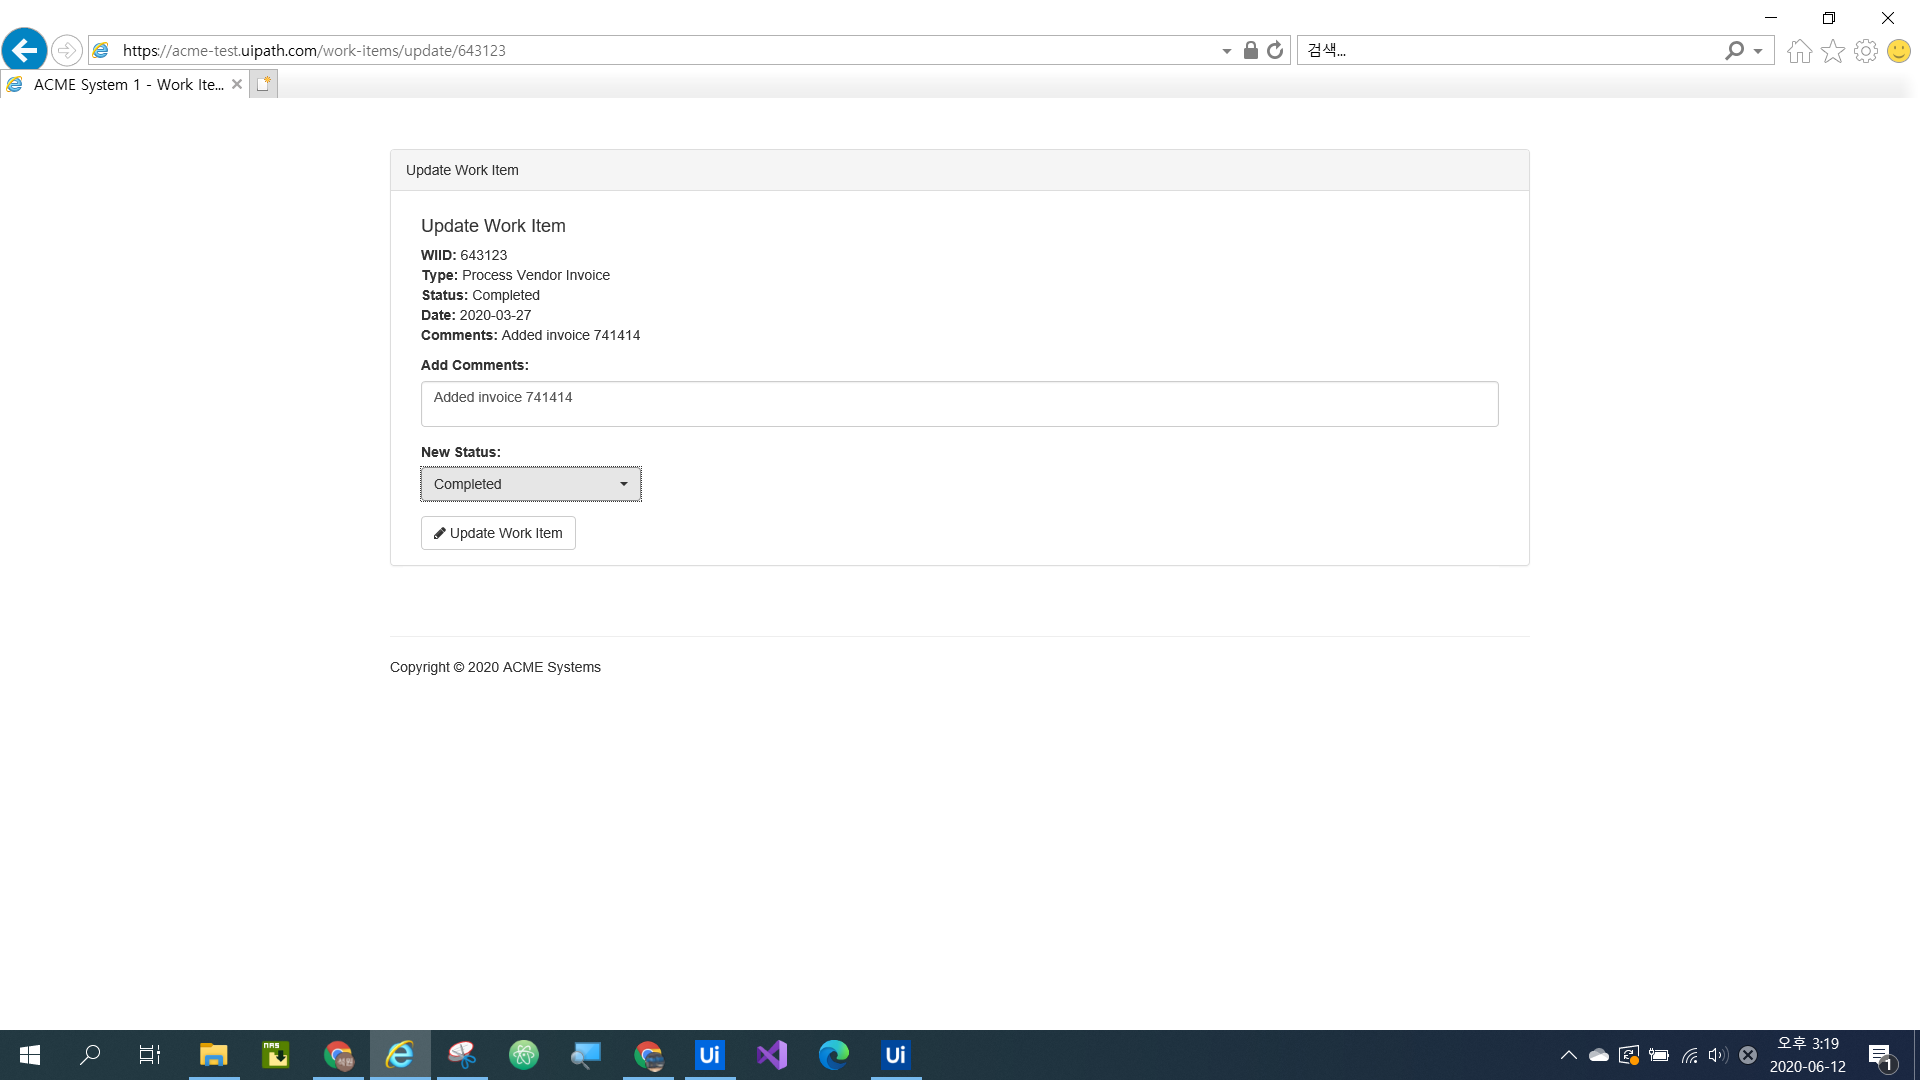 https://acme-test.uipath.com/work-items/update/643123
검색...
ACME System 1 - Work Ite...
Update Work Item
Update Work Item
WIID: 643123
Type: Process Vendor Invoice
Status: Completed
Date: 2020-03-27
Comments: Added invoice 741414
Add Comments:
Added invoice 741414
New Status:
Completed
Update Work Item
Copyright © 2020 ACME Systems
NAS
Ui
Ui
오후 3:19
2020-06-12
1